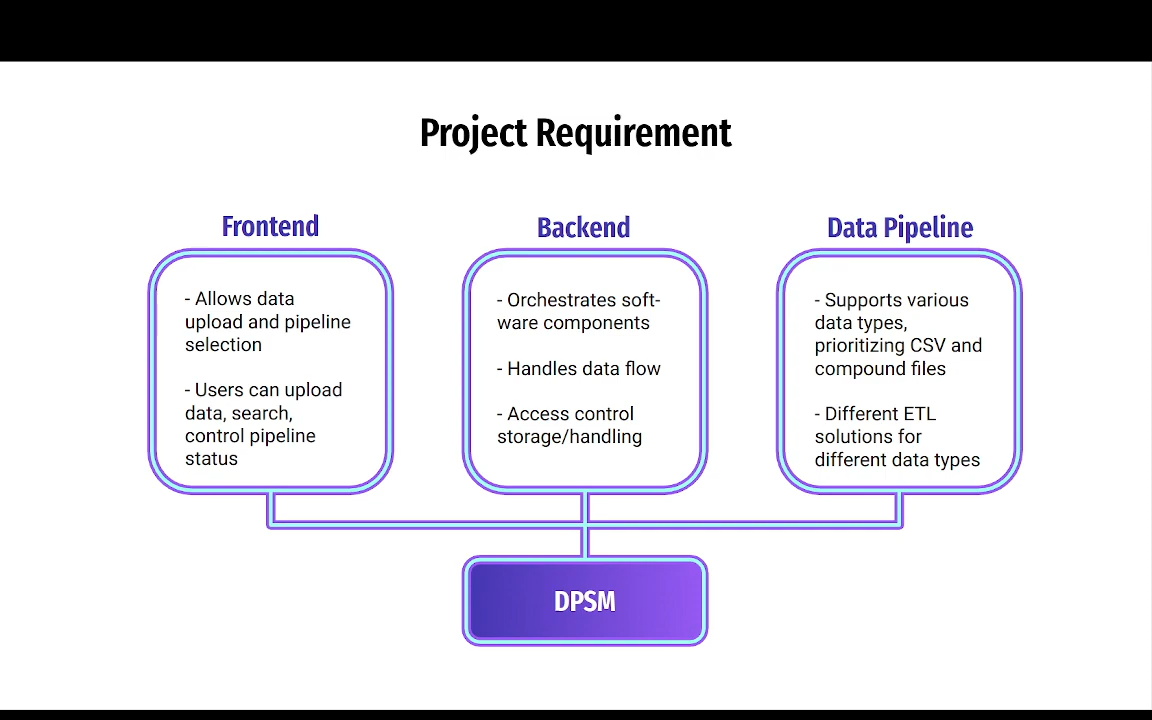 Project Requirement
Frontend
- Allows data
upload and pipeline
selection
- Users can upload
data, search,
control pipeline
status
Backend
- Orchestrates soft-
ware components
- Handles data flow
- Access control
storage/handling
Data Pipeline
- Supports various
data types,
prioritizing CSV and
compound files
- Different ETL
solutions for
different data types
DPSM